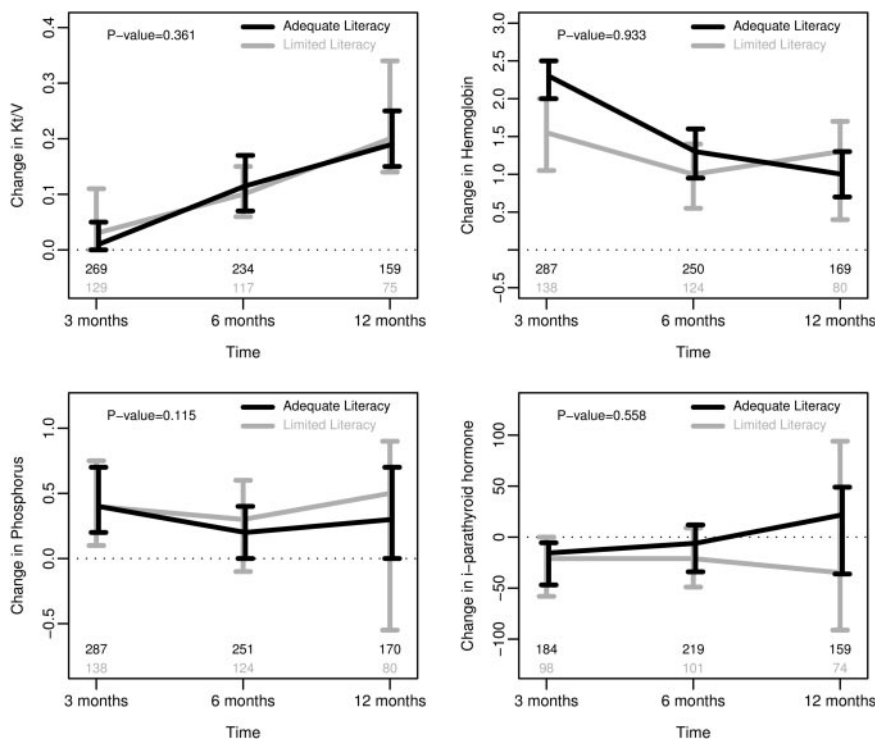 P−value=0.361
Adequate Literacy
Limited Literacy
Change in Kt/V
0.4
0.3
0.2
0.1
0.0
269 234 159
129 117 75
3 months 6 months 12 months
Time
P−value=0.933
Adequate Literacy
Limited Literacy
Change in Hemoglobin
3.0
2.5
2.0
1.5
1.0
0.5
−0.5
287 250 169
138 124 80
3 months 6 months 12 months
Time
P−value=0.115
Adequate Literacy
Limited Literacy
Change in Phosphorus
1.0
0.5
0.0
−0.5
287 251 170
138 124 80
3 months 6 months 12 months
Time
P−value=0.558
Adequate Literacy
Limited Literacy
Change in i−parathyroid hormone
100
50
0
−50
−100
184 219 159
98 101 74
3 months 6 months 12 months
Time